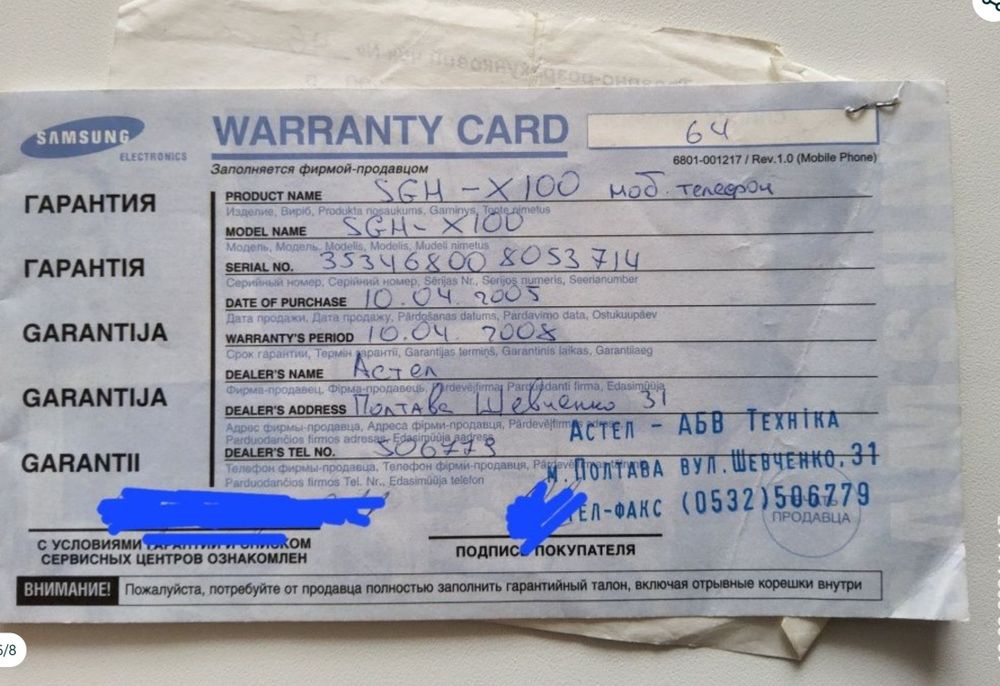 SAMSUNG
ELECTRONICS
WARRANTY CARD
64
6801-001217 / Rev.1.0 (Mobile Phone)
Заполняется фирмой-продавцом
ГАРАНТИЯ
ГАРАНТІЯ
GARANTIJA
GARANTIJA
GARANTII
PRODUCT NAME SGH-X100 моб. телефон
Изделие, Виріб, Produkta nosaukums, Gaminys, Toote nimetus
MODEL NAME SGH-X100
Модель, Модель, Modelis, Modelis, Mudeli nimetus
SERIAL NO. 35346800 8053714
Серийный номер, Серійний номер, Sērijas Nr., Serijos numeris, Seerianumber
DATE OF PURCHASE 10.04.2005
Дата продажи, Дата продажу, Pārdošanas datums, Pardavimo data, Ostukuupäev
WARRANTY'S PERIOD 10.04.2008
Срок гарантии, Термін гарантії, Garantijas termiņš, Garantinis laikas, Garantiiaeg
DEALER'S NAME Астел
Фирма-продавец, Фірма-продавець, Pārdevējfirma, Parduodanti firma, Edasimüüja
DEALER'S ADDRESS Полтава Шевченко 31
Адрес фирмы-продавца, Адреса фірми-продавця, Pārdevējfirmas adrese
Parduodančios firmos adresas, Edasimüüja aadress
DEALER'S TEL NO. 506779
Телефон фирмы-продавца, Телефон фірми-продавця,
Parduodančios firmos Tel. Nr., Edasimüüja telefon
АСТЕЛ - АБВ ТЕХНІКА
М.ПОЛТАВА ВУЛ.ШЕВЧЕНКО,31
ТЕЛ-ФАКС (0532)506779
ПРОДАВЦА
С УСЛОВИЯМИ ГАРАНТИИ И СПИСКОМ
СЕРВИСНЫХ ЦЕНТРОВ ОЗНАКОМЛЕН
ПОДПИСЬ ПОКУПАТЕЛЯ
ВНИМАНИЕ! Пожалуйста, потребуйте от продавца полностью заполнить гарантийный талон, включая отрывные корешки внутри
5/8